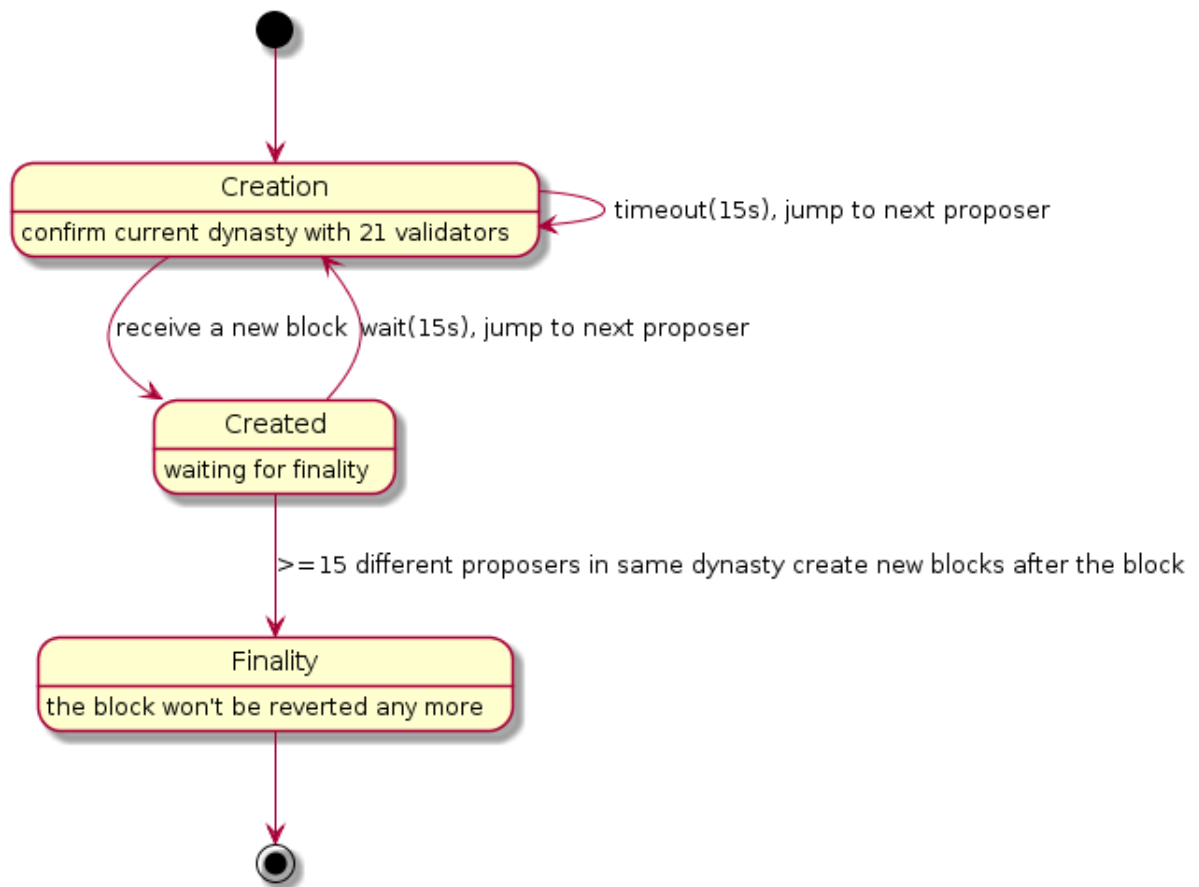 Creation
confirm current dynasty with 21 validators
timeout(15s), jump to next proposer
receive a new block
wait(15s), jump to next proposer
Created
waiting for finality
>=15 different proposers in same dynasty create new blocks after the block
Finality
the block won't be reverted any more